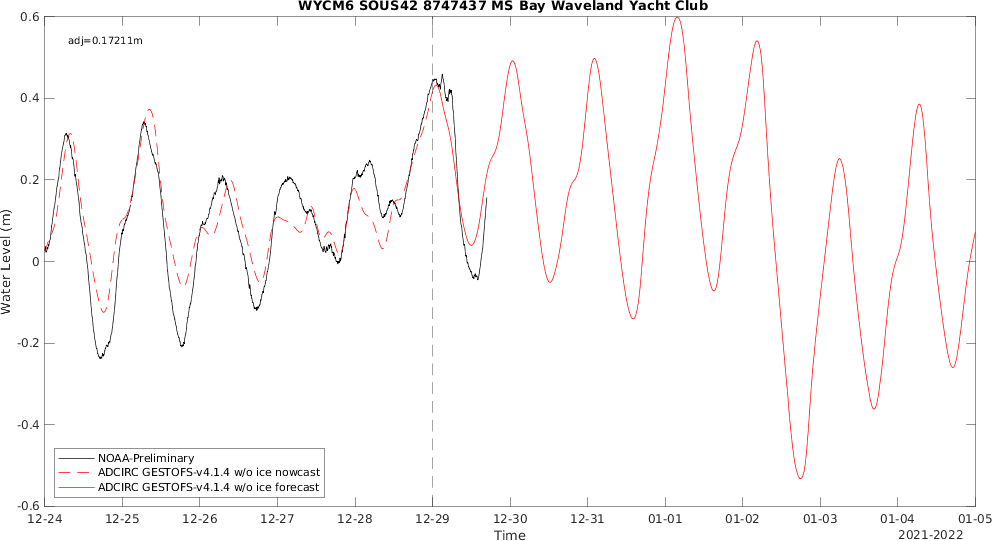 WYCM6 SOUS42 8747437 MS Bay Waveland Yacht Club
adj=0.17211m
0.6
0.4
0.2
0
-0.2
-0.4
-0.6
Water Level (m)
NOAA-Preliminary
ADCIRC GESTOFS-v4.1.4 w/o ice nowcast
ADCIRC GESTOFS-v4.1.4 w/o ice forecast
12-24 12-25 12-26 12-27 12-28 12-29 12-30 12-31 01-01 01-02 01-03 01-04 01-05
Time
2021-2022